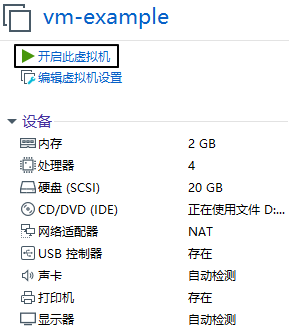 vm-example
开启此虚拟机
编辑虚拟机设置
设备
内存 2 GB
处理器 4
硬盘 (SCSI) 20 GB
CD/DVD (IDE) 正在使用文件 D:...
网络适配器 NAT
USB 控制器 存在
声卡 自动检测
打印机 存在
显示器 自动检测